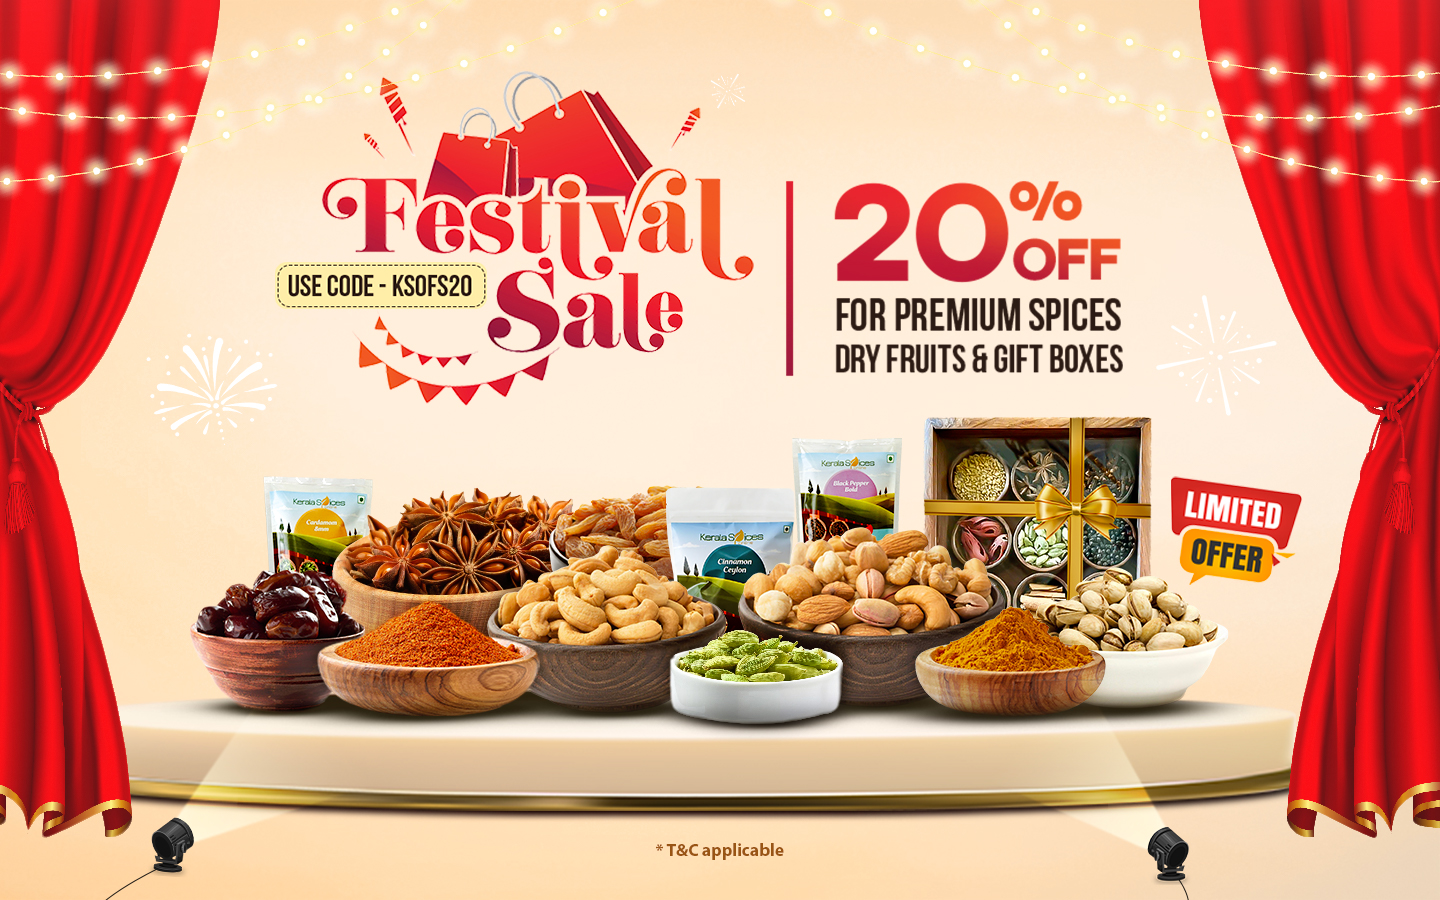 Festival
USE CODE - KSOFS20
Sale
20% OFF
FOR PREMIUM SPICES
DRY FRUITS & GIFT BOXES
Kerala Spices
Cardamom
Kerala Spices
Cinnamon
Ceylon
Kerala Spices
Black Pepper
Bold
LIMITED
OFFER
* T&C applicable